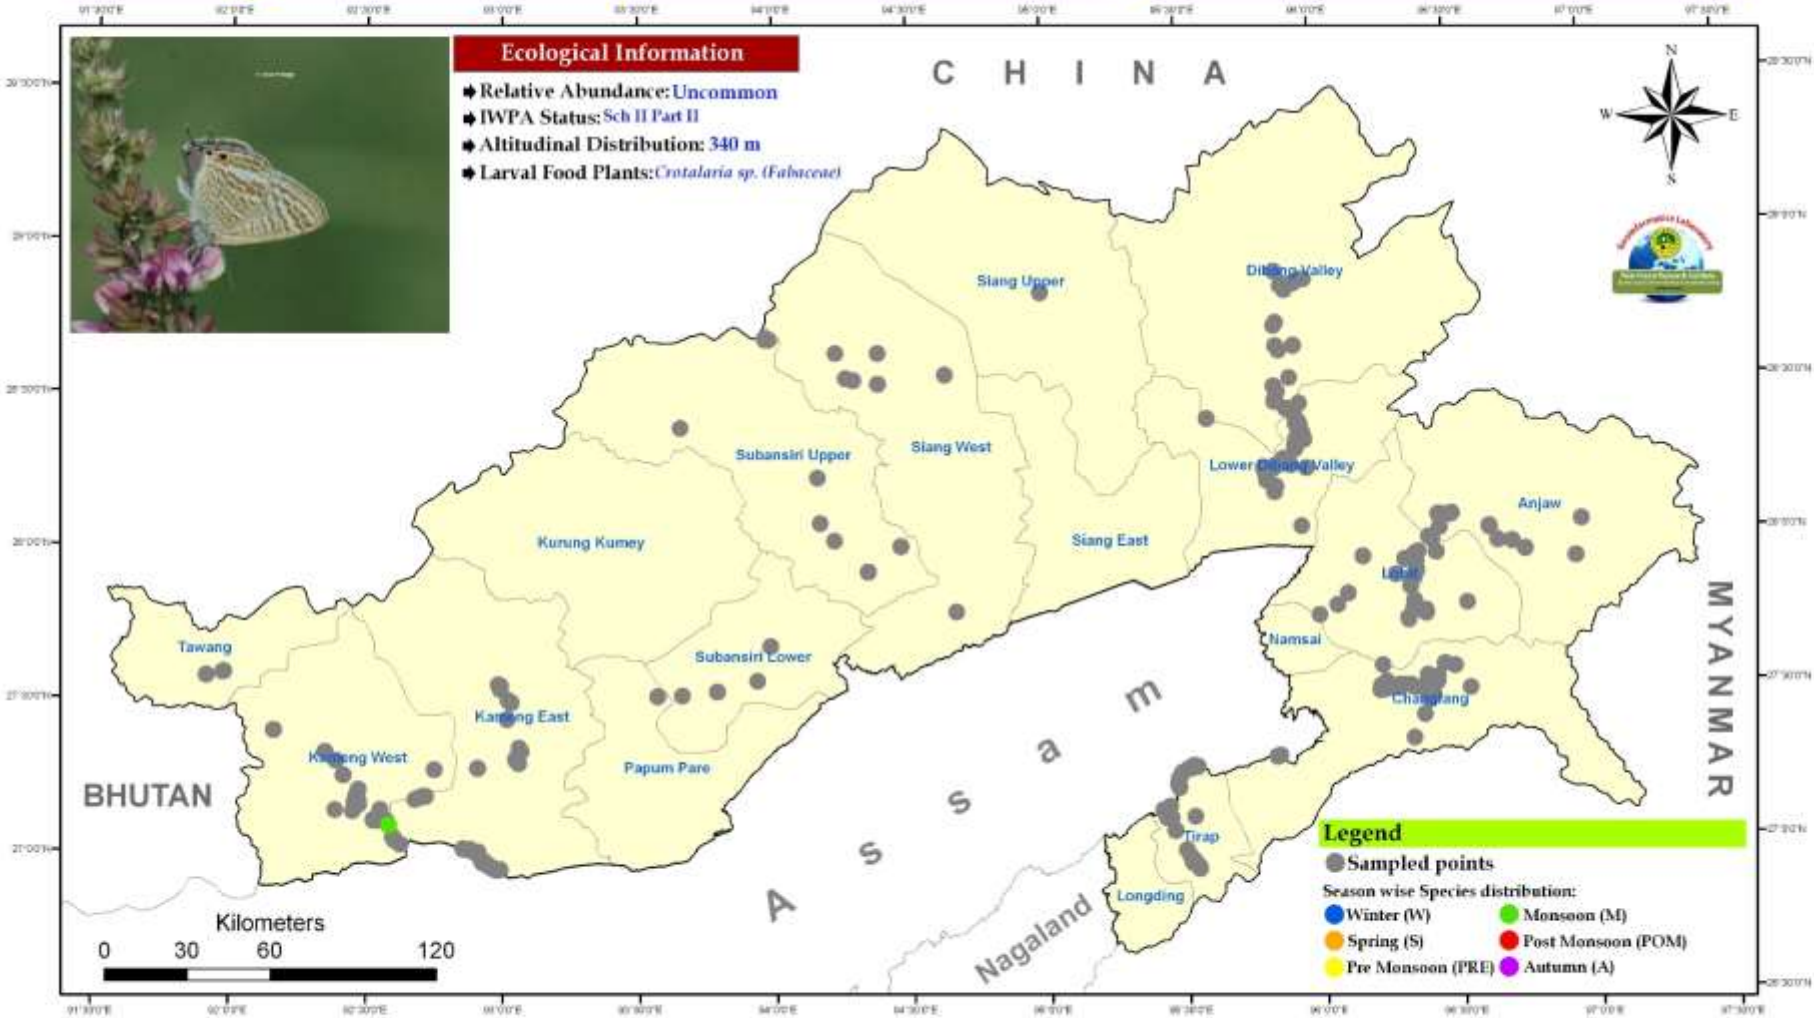 Ecological Information
Relative Abundance: Uncommon
IWPA Status: Sch II Part II
Altitudinal Distribution: 340 m
Larval Food Plants: Crotalaria sp. (Fabaceae)
CHINA
N
W
E
S
Siang Upper
Dibang Valley
Subansiri Upper
Siang West
Lower Dibang Valley
Anjaw
Kurung Kumey
Siang East
Lohit
Tawang
Subansiri Lower
Namsai
MYANMAR
Kameng East
Changlang
Kameng West
Papum Pare
BHUTAN
Assam
Tirap
Longding
Nagaland
Legend
Sampled points
Season wise Species distribution:
Winter (W)
Monsoon (M)
Spring (S)
Post Monsoon (POM)
Pre Monsoon (PRE)
Autumn (A)
Kilometers
0 30 60 120